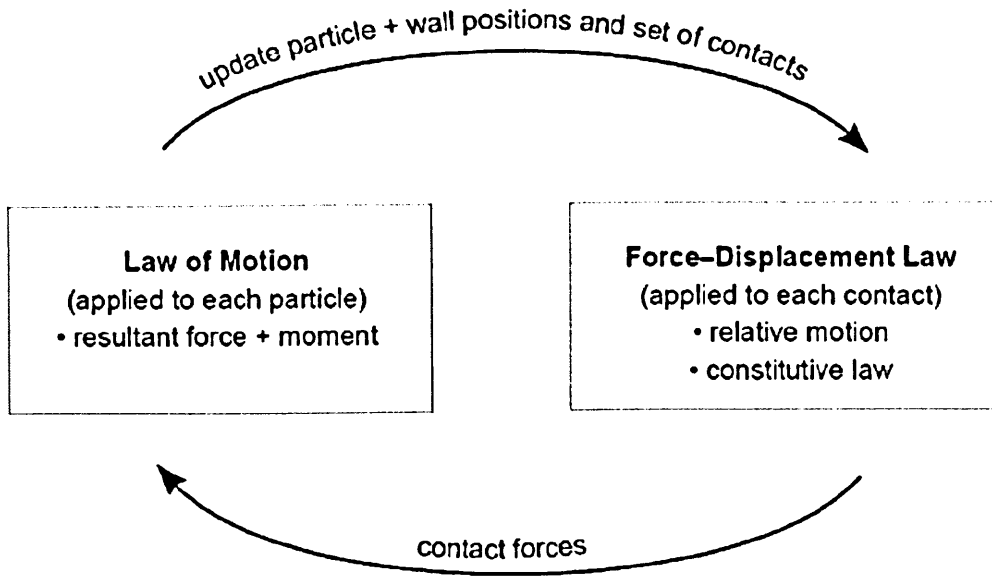 update particle + wall positions and set of contacts
Law of Motion
(applied to each particle)
• resultant force + moment
Force–Displacement Law
(applied to each contact)
• relative motion
• constitutive law
contact forces